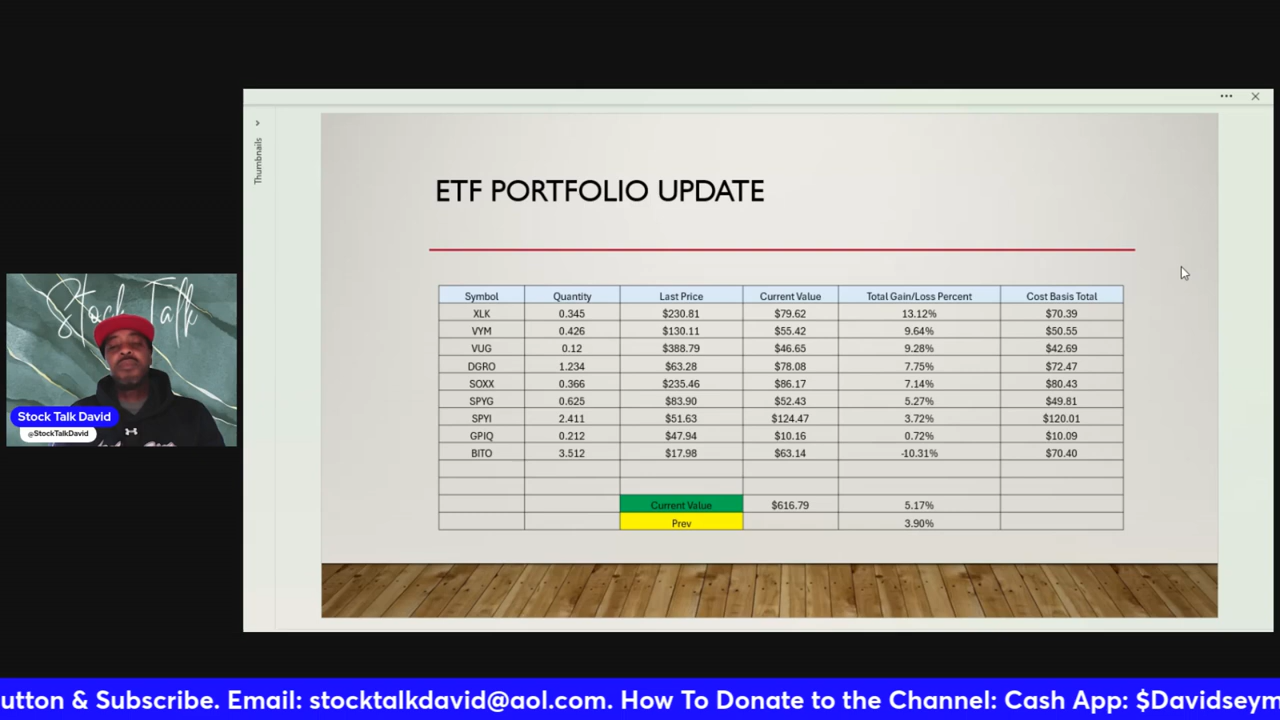 Thumbnails
ETF PORTFOLIO UPDATE
Symbol Quantity Last Price Current Value Total Gain/Loss Percent Cost Basis Total
XLK 0.345 $230.81 $79.62 13.12% $70.39
VYM 0.426 $130.11 $55.42 9.64% $50.55
VUG 0.12 $388.79 $46.65 9.28% $42.69
DGRO 1.234 $63.28 $78.08 7.75% $72.47
SOXX 0.366 $235.46 $86.17 7.14% $80.43
SPYG 0.625 $83.90 $52.43 5.27% $49.81
SPYI 2.411 $51.63 $124.47 3.72% $120.01
GPIQ 0.212 $47.94 $10.16 0.72% $10.09
BITO 3.512 $17.98 $63.14 -10.31% $70.40
Current Value $616.79 5.17%
Prev 3.90%
Stock Talk
Stock Talk David
@StockTalkDavid
utton & Subscribe. Email: stocktalkdavid@aol.com. How To Donate to the Channel: Cash App: $Davidseym